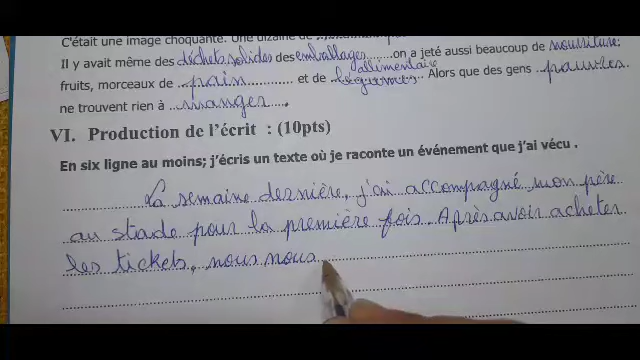 C'était une image choquante. Une dizaine de
Il y avait même des déchets solides des emballages ......on a jeté aussi beaucoup de nourriture:
alimentaire
fruits, morceaux de ....pain............. et de légumes... Alors que des gens pauvres.
ne trouvent rien à ...manger.....
VI. Production de l'écrit : (10pts)
En six ligne au moins; j'écris un texte où je raconte un événement que j'ai vécu .
La semaine dernière, j'ai accompagné mon père
au stade pour la première fois. Après avoir acheter
les tickets, nous nous